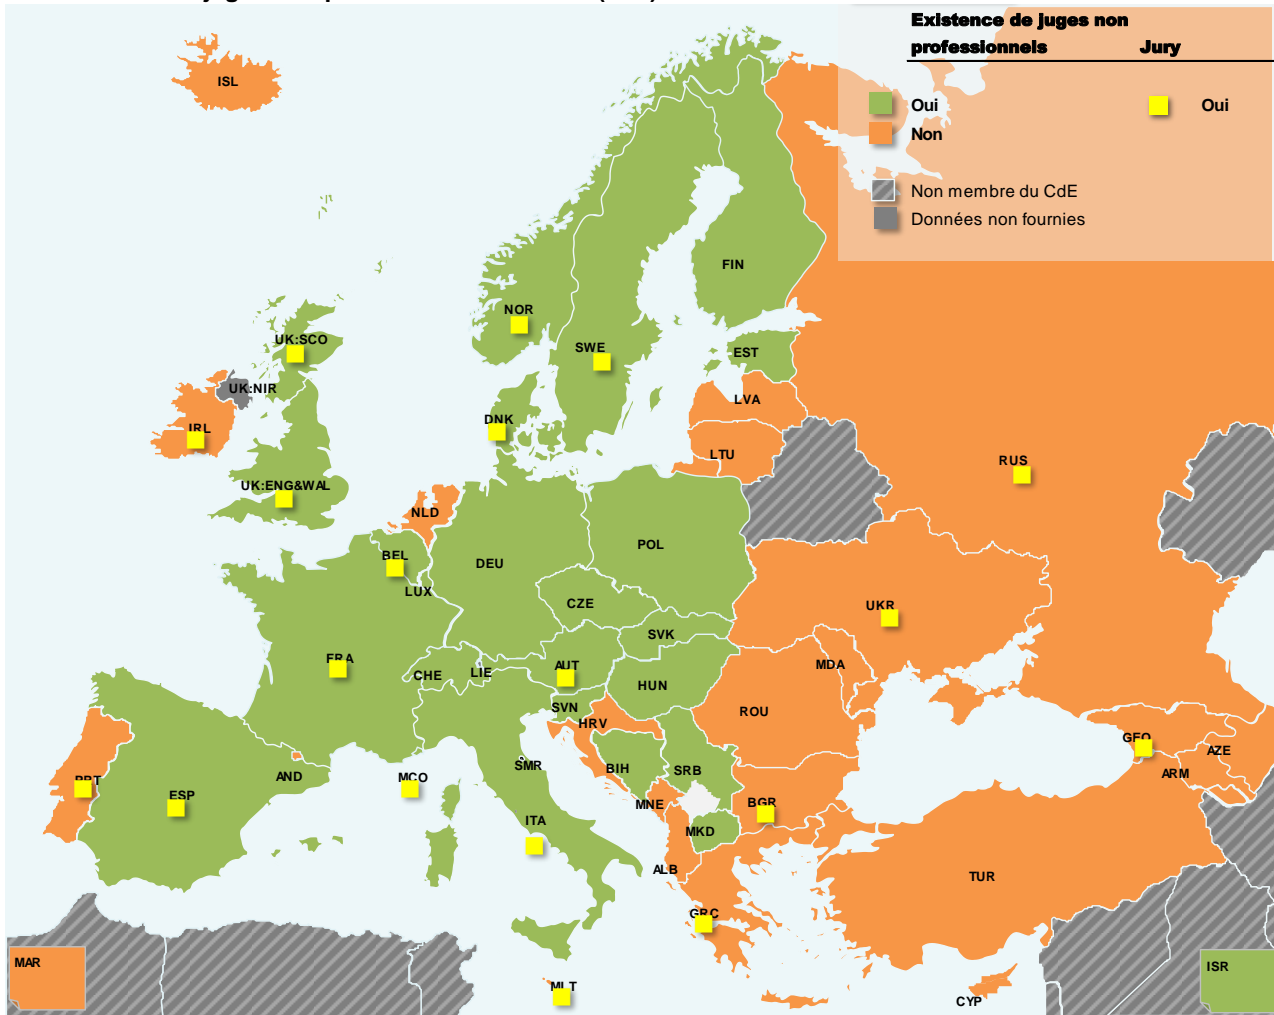 Existence de juges non
professionnels Jury
Oui Oui
Non
Non membre du CdE
Données non fournies
ISL
FIN
NOR
UK:SCO
SWE
EST
UK:NIR
LVA
DNK
IRL
LTU
RUS
UK:ENG&WAL
NLD
POL
BEL
DEU
LUX
CZE
UKR
SVK
FRA
AUT
MDA
CHE
LIE
HUN
SVN
ROU
HRV
GEO
AZE
SMR
BIH
SRB
ARM
AND
MCO
PRT
ESP
MNE
BGR
ITA
MKD
ALB
TUR
GRC
MAR
ISR
MLT
CYP